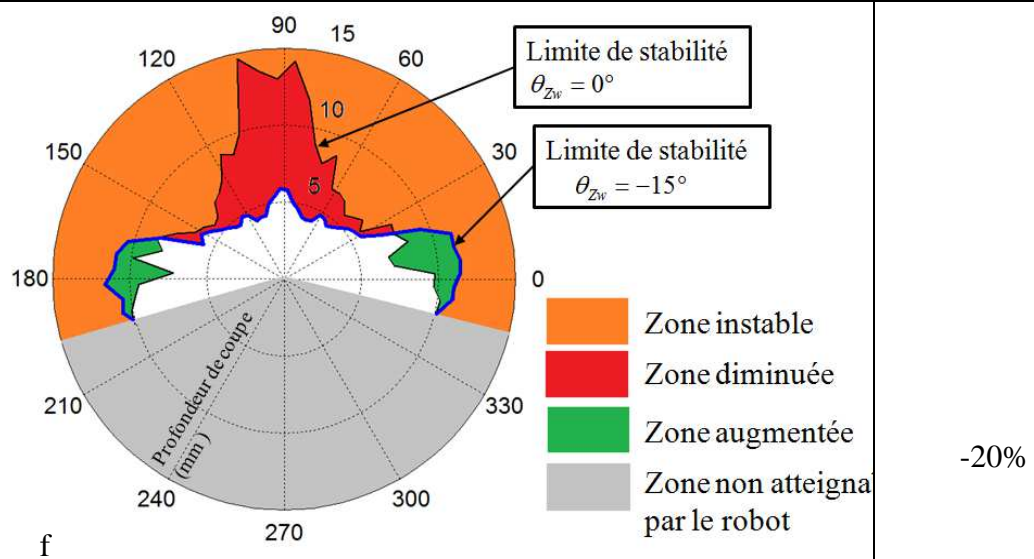 90
120
15
60
Limite de stabilité
θZw = 0°
10
150
30
Limite de stabilité
θZw = −15°
5
180
0
Zone instable
Zone diminuée
Profondeur de coupe
(mm)
210
330
Zone augmentée
-20%
Zone non atteigna
par le robot
240
300
270
f